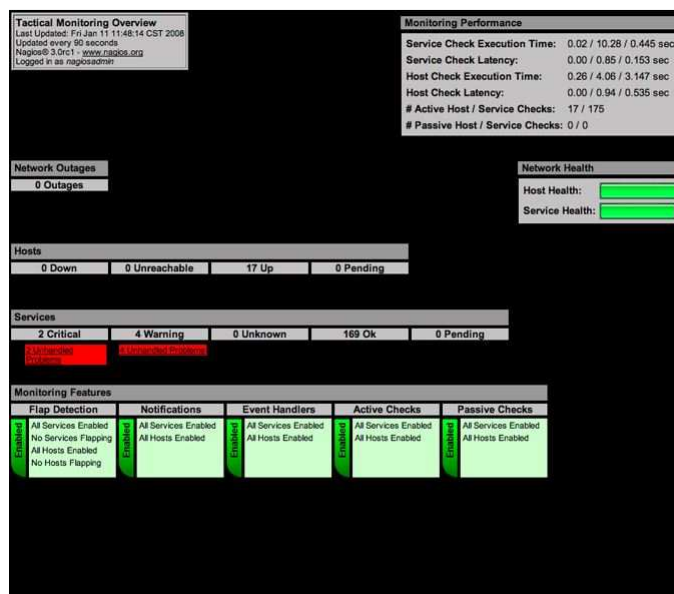 Tactical Monitoring Overview
Last Updated: Fri Jan 11 11:48:14 CST 2008
Updated every 90 seconds
Nagios® 3.0rc1 - www.nagios.org
Logged in as nagiosadmin
Monitoring Performance
Service Check Execution Time: 0.02 / 10.28 / 0.445 sec
Service Check Latency: 0.00 / 0.85 / 0.153 sec
Host Check Execution Time: 0.26 / 4.06 / 3.147 sec
Host Check Latency: 0.00 / 0.94 / 0.535 sec
# Active Host / Service Checks: 17 / 175
# Passive Host / Service Checks: 0 / 0
Network Outages
0 Outages
Network Health
Host Health:
Service Health:
Hosts
0 Down 0 Unreachable 17 Up 0 Pending
Services
2 Critical 4 Warning 0 Unknown 169 Ok 0 Pending
2 Unhandled Problems
4 Unhandled Problems
Monitoring Features
Flap Detection Notifications Event Handlers Active Checks Passive Checks
Enabled
All Services Enabled
No Services Flapping
All Hosts Enabled
No Hosts Flapping
Enabled
All Services Enabled
All Hosts Enabled
Enabled
All Services Enabled
All Hosts Enabled
Enabled
All Services Enabled
All Hosts Enabled
Enabled
All Services Enabled
All Hosts Enabled